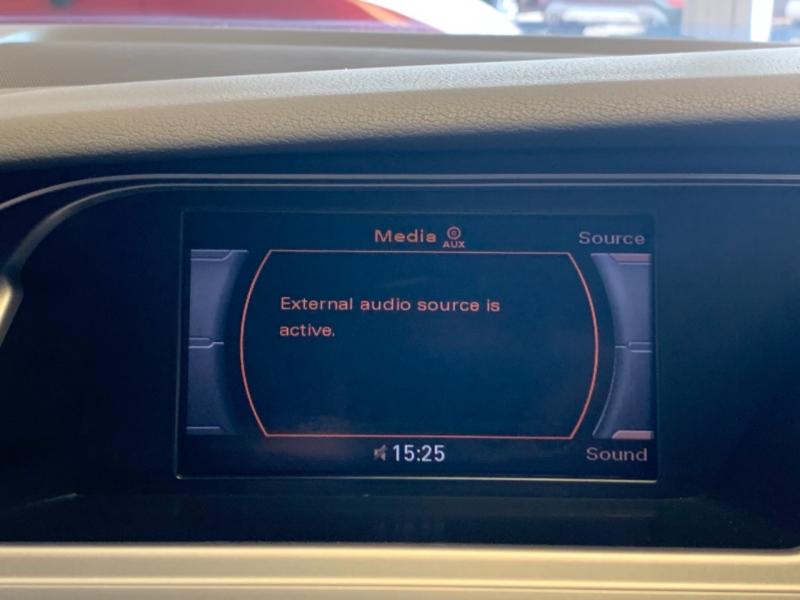 Media AUX
Source
External audio source is
active.
15:25
Sound